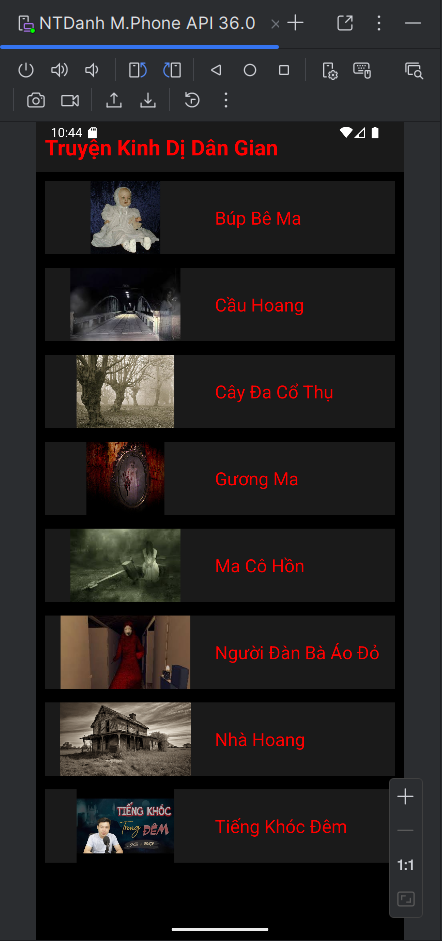 NTDanh M.Phone API 36.0
10:44
Truyện Kinh Dị Dân Gian
Búp Bê Ma
Cầu Hoang
Cây Đa Cổ Thụ
Gương Ma
Ma Cô Hồn
Người Đàn Bà Áo Đỏ
Nhà Hoang
TIẾNG KHÓC
Trong ĐÊM
Tiếng Khóc Đêm
1:1